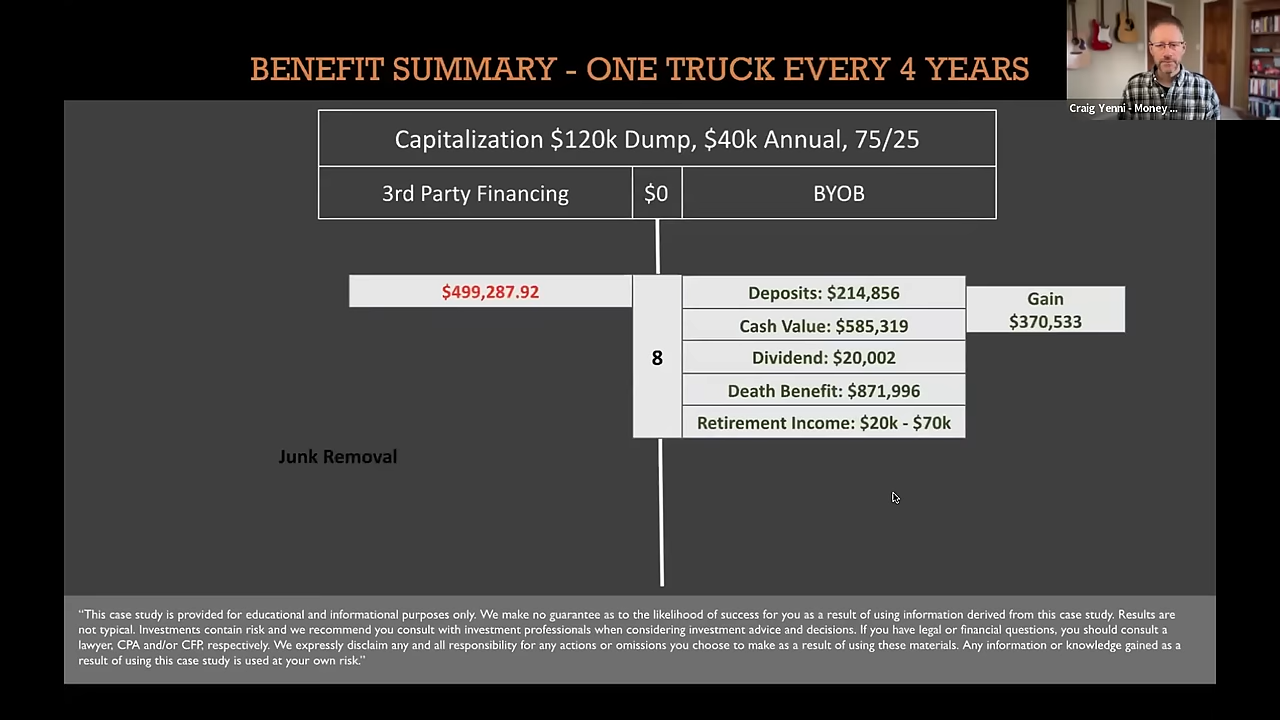 Craig Yenni - Money ...
BENEFIT SUMMARY - ONE TRUCK EVERY 4 YEARS
Capitalization $120k Dump, $40k Annual, 75/25
3rd Party Financing
$0
BYOB
$499,287.92
8
Deposits: $214,856
Cash Value: $585,319
Dividend: $20,002
Death Benefit: $871,996
Retirement Income: $20k - $70k
Gain
$370,533
Junk Removal
“This case study is provided for educational and informational purposes only. We make no guarantee as to the likelihood of success for you as a result of using information derived from this case study. Results are
not typical. Investments contain risk and we recommend you consult with investment professionals when considering investment advice and decisions. If you have legal or financial questions, you should consult a
lawyer, CPA and/or CFP, respectively. We expressly disclaim any and all responsibility for any actions or omissions you choose to make as a result of using these materials. Any information or knowledge gained as a
result of using this case study is used at your own risk.”